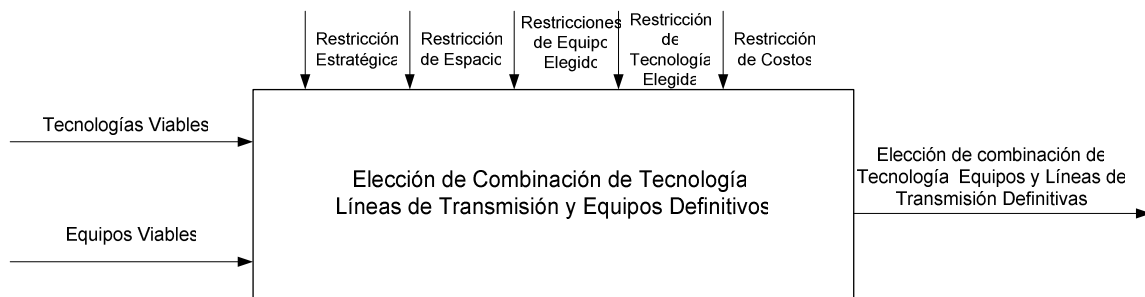 Restricción
Estratégica
Restricción
de Espacio
Restricciones
de Equipo
Elegido
Restricción
de
Tecnología
Elegida
Restricción
de Costos
Tecnologías Viables
Equipos Viables
Elección de Combinación de Tecnología
Líneas de Transmisión y Equipos Definitivos
Elección de combinación de
Tecnología Equipos y Líneas de
Transmisión Definitivas